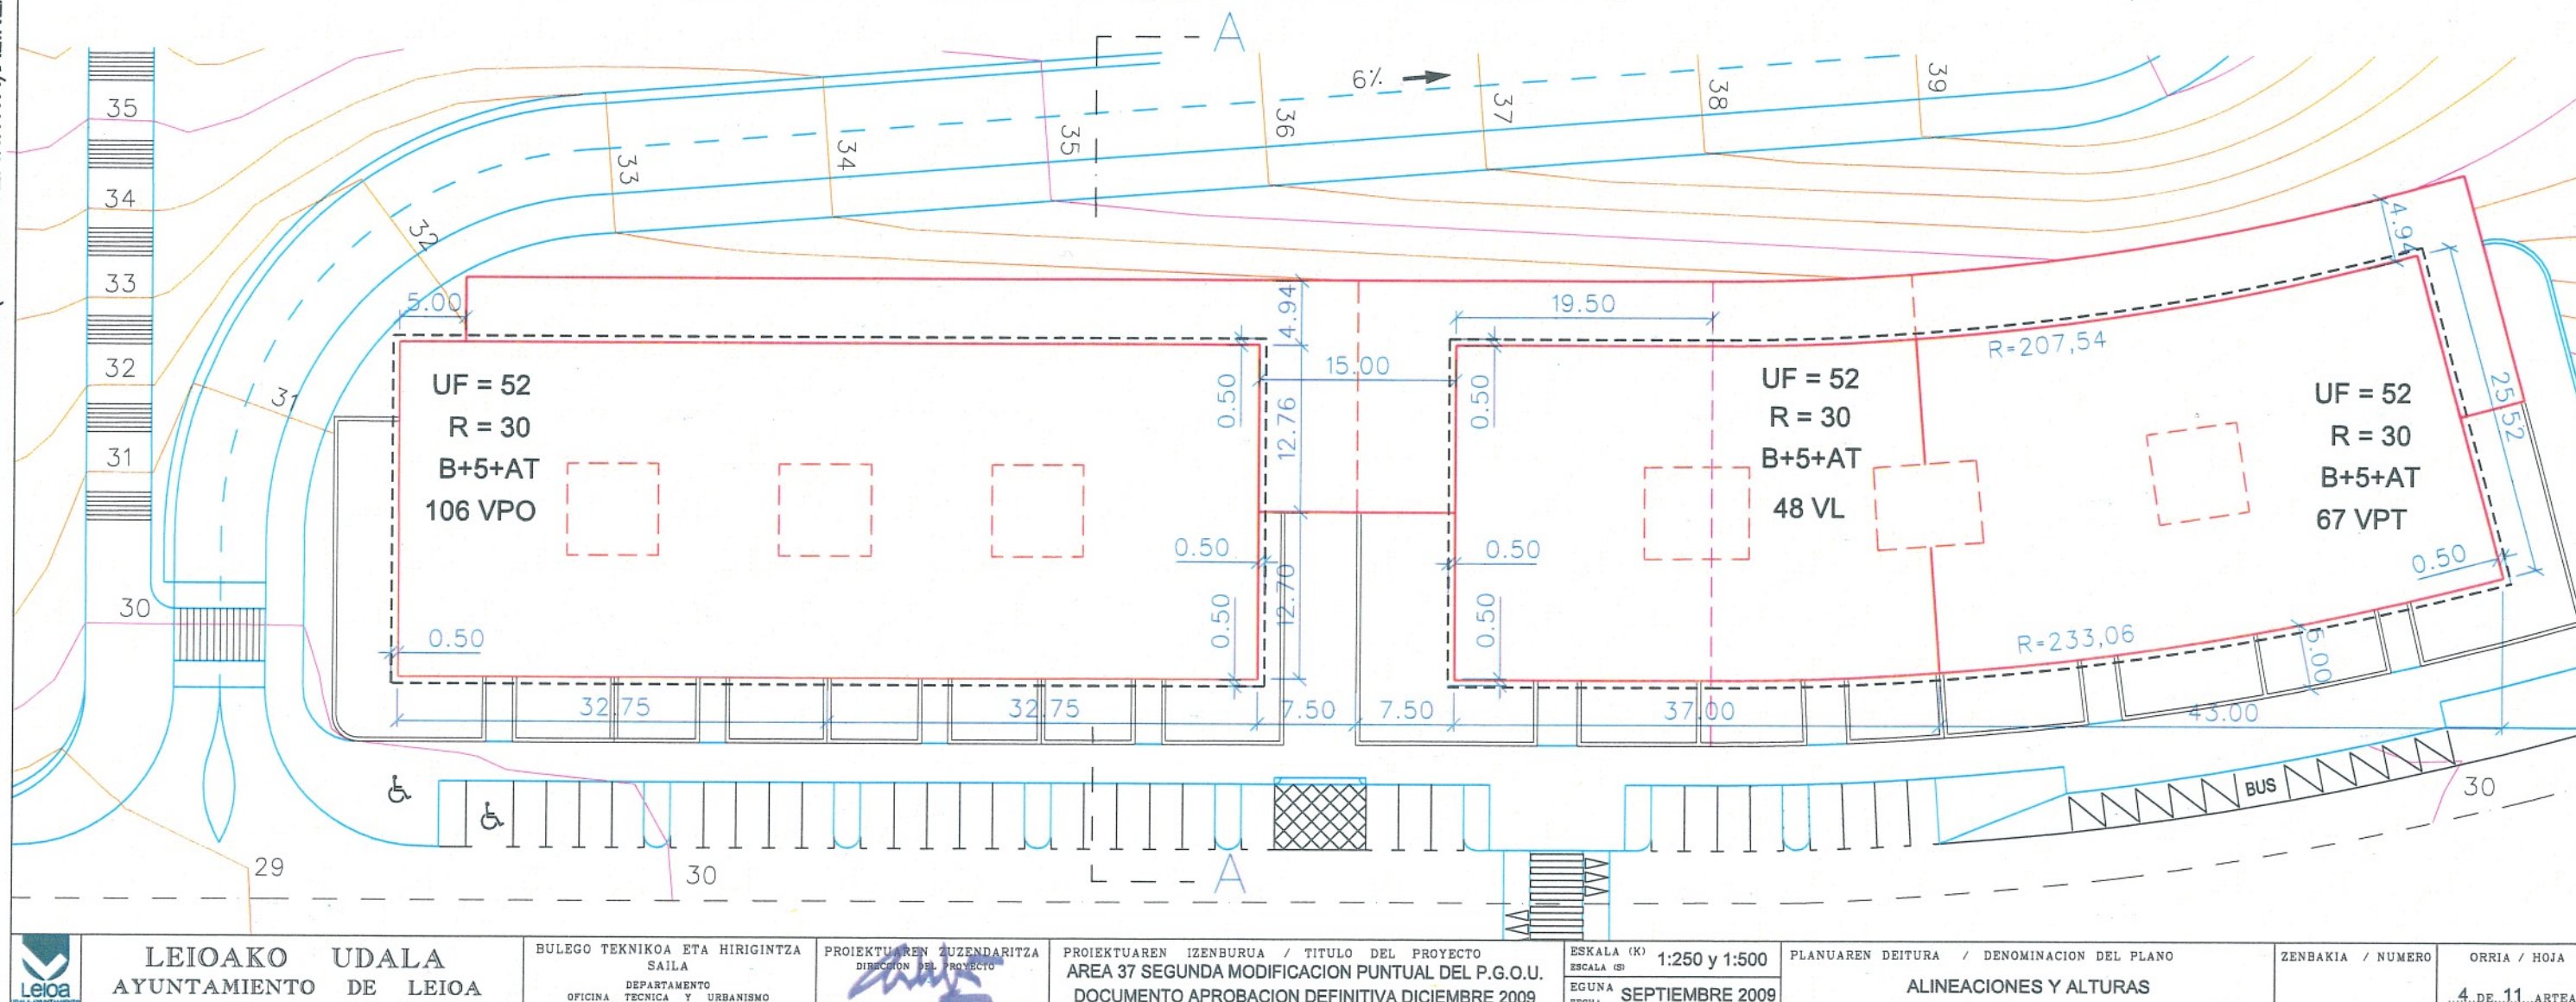 A
6%
39
38
37
36
35
34
33
32
31
35
34
33
32
31
30
29
30
30
5.00
4.94
19.50
4.94
15.00
0.50
12.76
0.50
R=207,54
25.52
UF = 52
R = 30
B+5+AT
106 VPO
UF = 52
R = 30
B+5+AT
48 VL
UF = 52
R = 30
B+5+AT
67 VPT
0.50
0.50
0.50
0.50
0.50
12.70
0.50
R=233,06
5.00
32.75
32.75
7.50
7.50
37.00
43.00
BUS
A
Leioa
LEIOAKO UDALA
AYUNTAMIENTO DE LEIOA
BULEGO TEKNIKOA ETA HIRIGINTZA
SAILA
DEPARTAMENTO
OFICINA TECNICA Y URBANISMO
PROIEKTUAREN ZUZENDARITZA
DIRECCION DEL PROYECTO
PROIEKTUAREN IZENBURUA / TITULO DEL PROYECTO
AREA 37 SEGUNDA MODIFICACION PUNTUAL DEL P.G.O.U.
DOCUMENTO APROBACION DEFINITIVA DICIEMBRE 2009
ESKALA (K)
ESCALA (S)
1:250 y 1:500
EGUNA
SEPTIEMBRE 2009
PLANUAREN DEITURA / DENOMINACION DEL PLANO
ALINEACIONES Y ALTURAS
ZENBAKIA / NUMERO
ORRIA / HOJA
4 DE 11 ARTEA